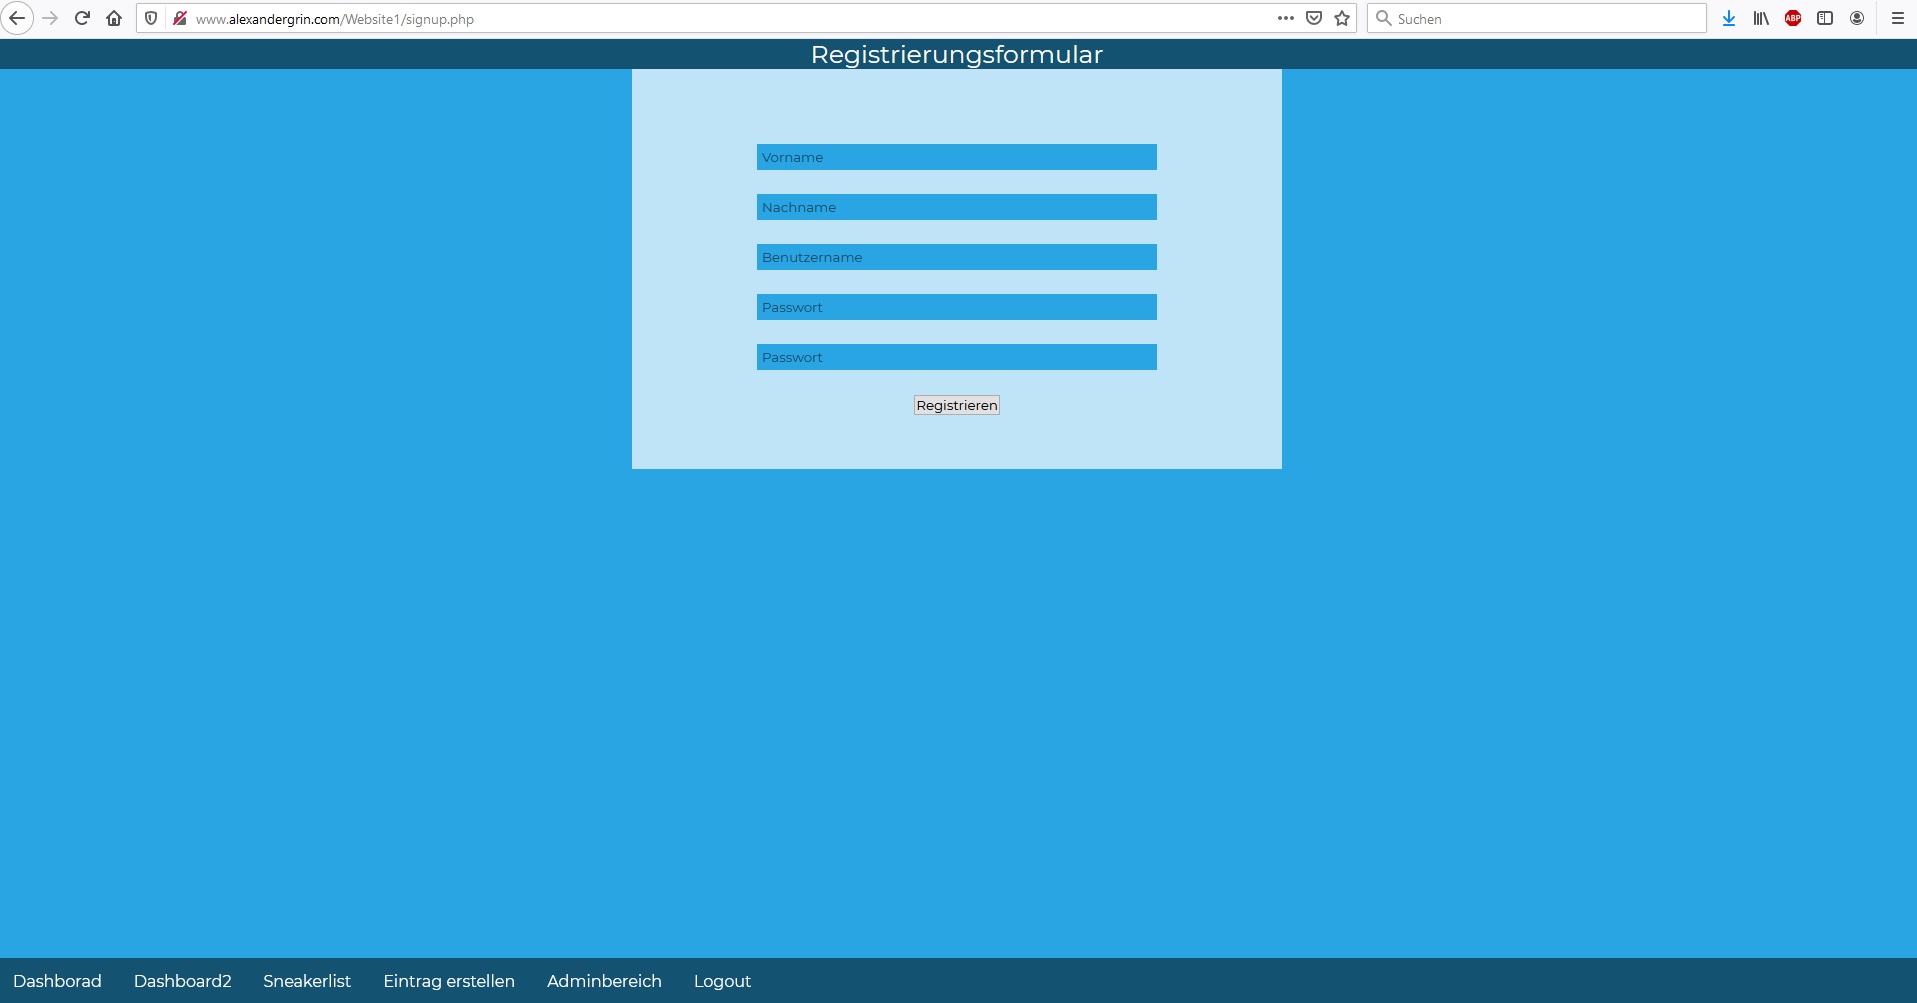 www.alexandergrin.com/Website1/signup.php
Suchen
ABP
Registrierungsformular
Vorname
Nachname
Benutzername
Passwort
Passwort
Registrieren
Dashborad Dashboard2 Sneakerlist Eintrag erstellen Adminbereich Logout